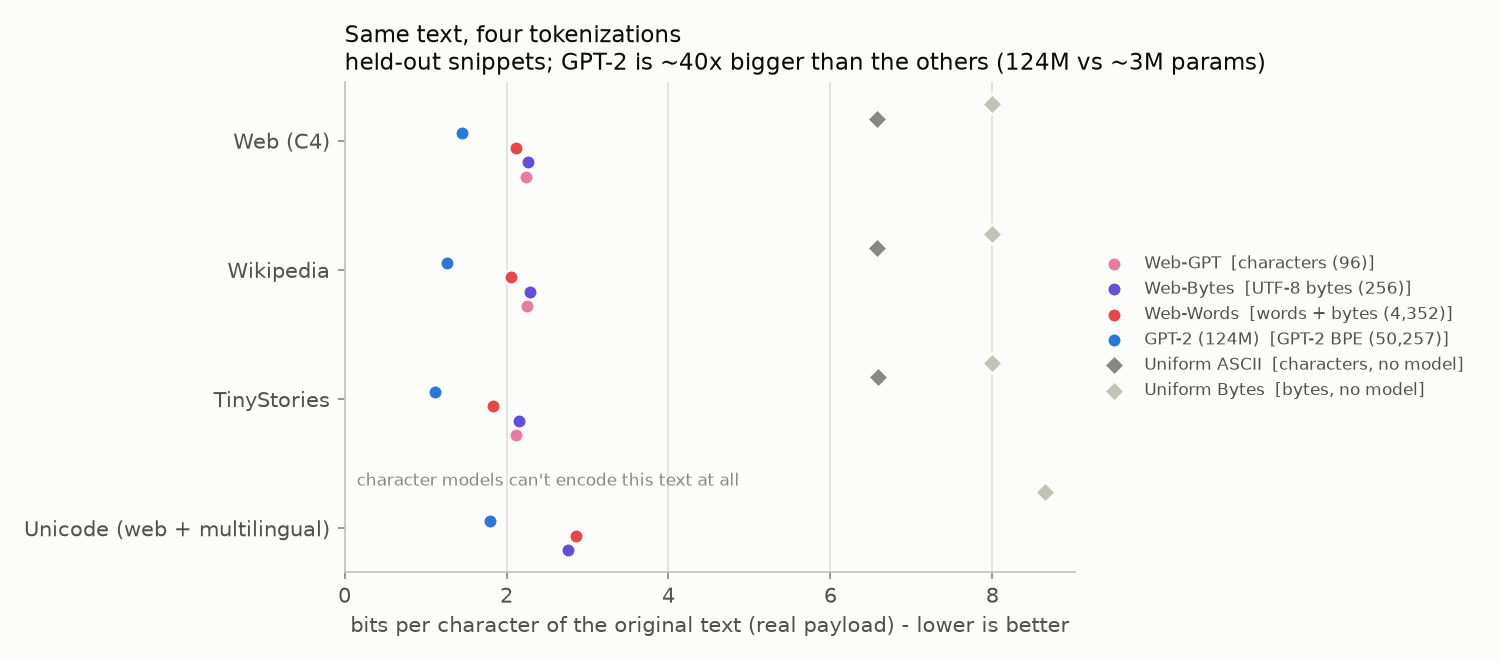 Same text, four tokenizations
held-out snippets; GPT-2 is ~40x bigger than the others (124M vs ~3M params)
Web (C4)
Wikipedia
TinyStories
Unicode (web + multilingual)
character models can't encode this text at all
0 2 4 6 8
bits per character of the original text (real payload) - lower is better
Web-GPT [characters (96)]
Web-Bytes [UTF-8 bytes (256)]
Web-Words [words + bytes (4,352)]
GPT-2 (124M) [GPT-2 BPE (50,257)]
Uniform ASCII [characters, no model]
Uniform Bytes [bytes, no model]